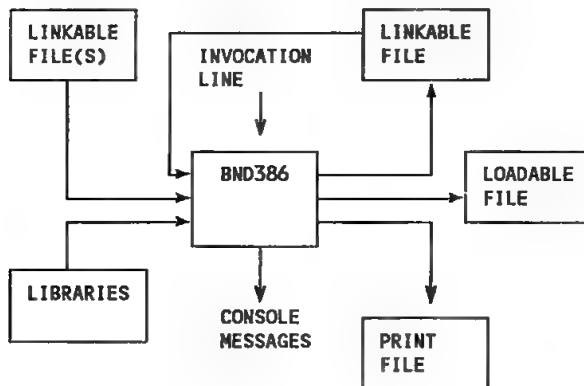 LINKABLE
FILE(S)
INVOCATION
LINE
LINKABLE
FILE
BND386
LOADABLE
FILE
LIBRARIES
CONSOLE
MESSAGES
PRINT
FILE